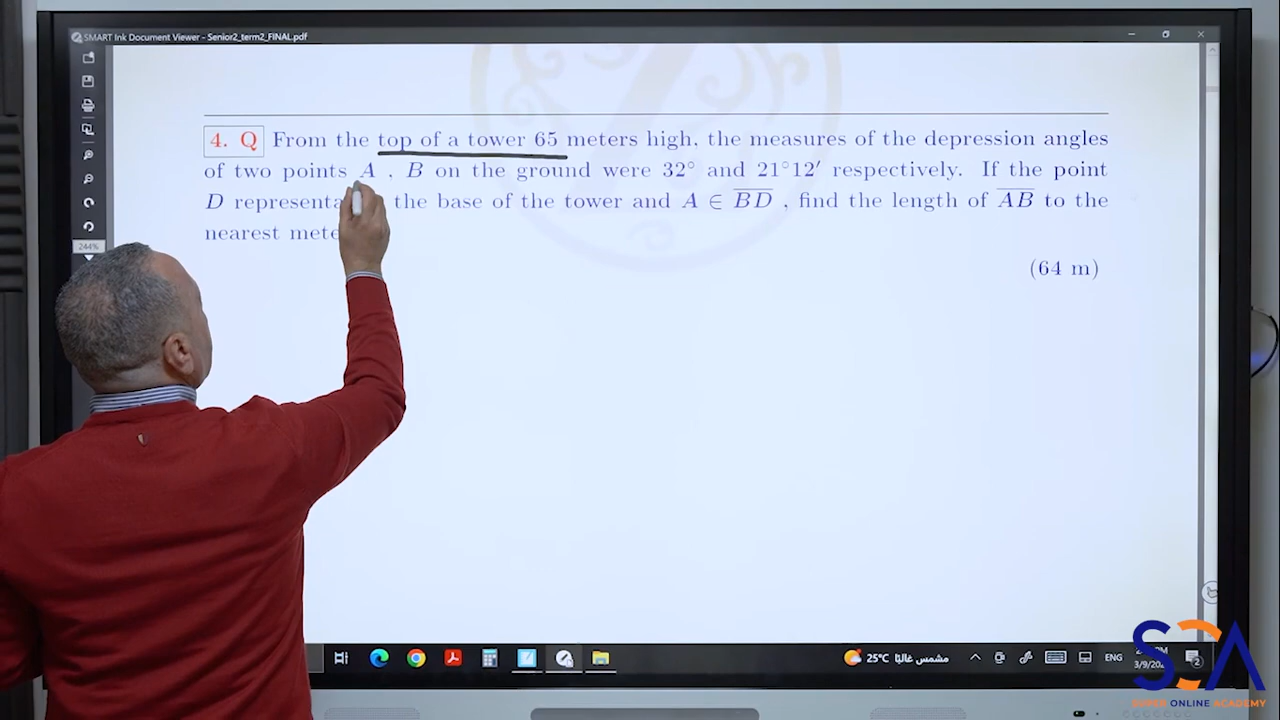 SMART Ink Document Viewer - Senior2_term2_FINAL.pdf
4. Q From the top of a tower 65 meters high, the measures of the depression angles
of two points A , B on the ground were 32° and 21°12′ respectively. If the point
D the base of the tower and A ∈ BD , find the length of AB to the
nearest
(64 m)
244%
25°C مشمس غالبًا
ENG
2
SUPER ONLINE ACADEMY